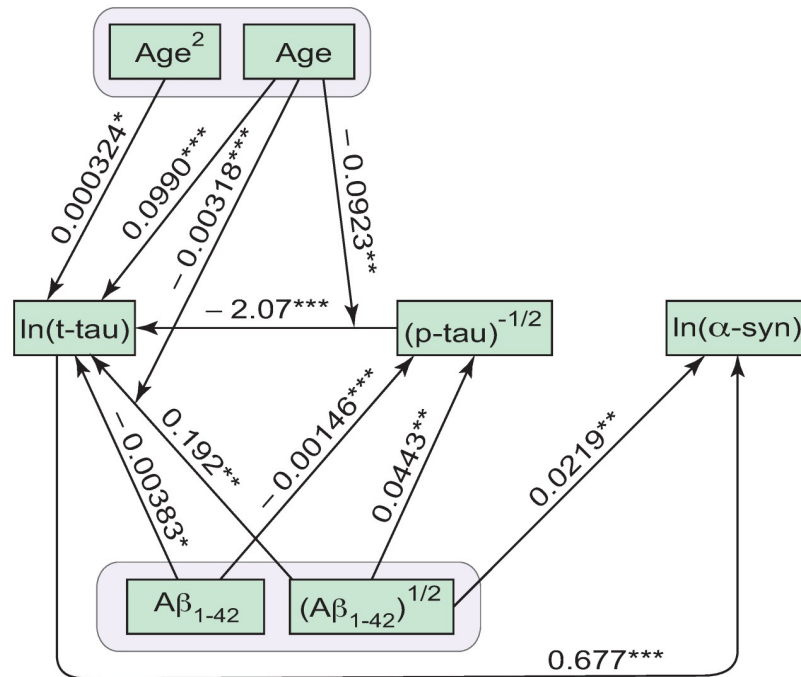 Age² Age
0.000324*
0.0990***
– 0.00318***
– 0.0923**
ln(t-tau)
– 2.07***
(p-tau)⁻¹/²
ln(α-syn)
– 0.00383*
0.192**
– 0.00146***
0.0443**
0.0219**
Aβ₁₋₄₂ (Aβ₁₋₄₂)¹/²
0.677***